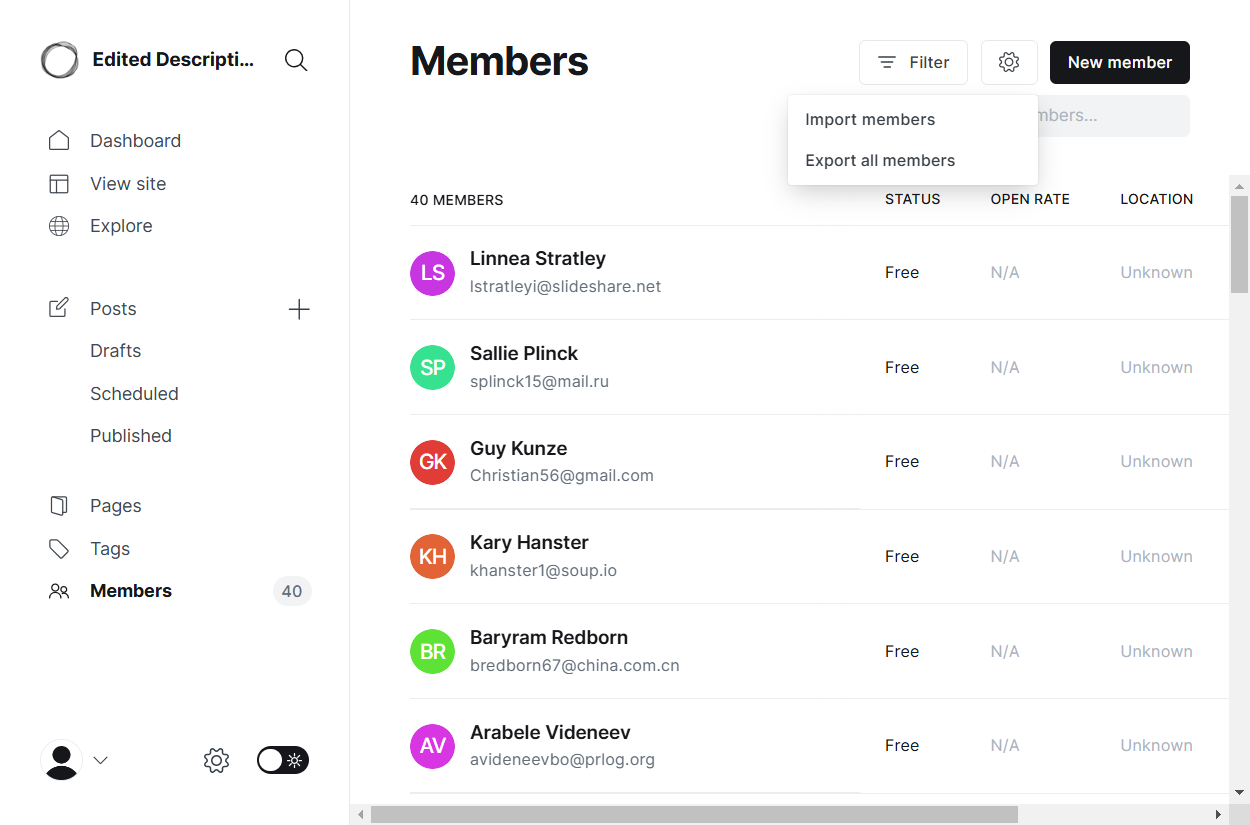 Edited Descripti...
Dashboard
View site
Explore
Posts
Drafts
Scheduled
Published
Pages
Tags
Members
40
Members
Filter
New member
Import members
Export all members
40 MEMBERS STATUS OPEN RATE LOCATION
LS
Linnea Stratley
lstratleyi@slideshare.net
Free N/A Unknown
SP
Sallie Plinck
splinck15@mail.ru
Free N/A Unknown
GK
Guy Kunze
Christian56@gmail.com
Free N/A Unknown
KH
Kary Hanster
khanster1@soup.io
Free N/A Unknown
BR
Baryram Redborn
bredborn67@china.com.cn
Free N/A Unknown
AV
Arabele Videneev
avideneevbo@prlog.org
Free N/A Unknown